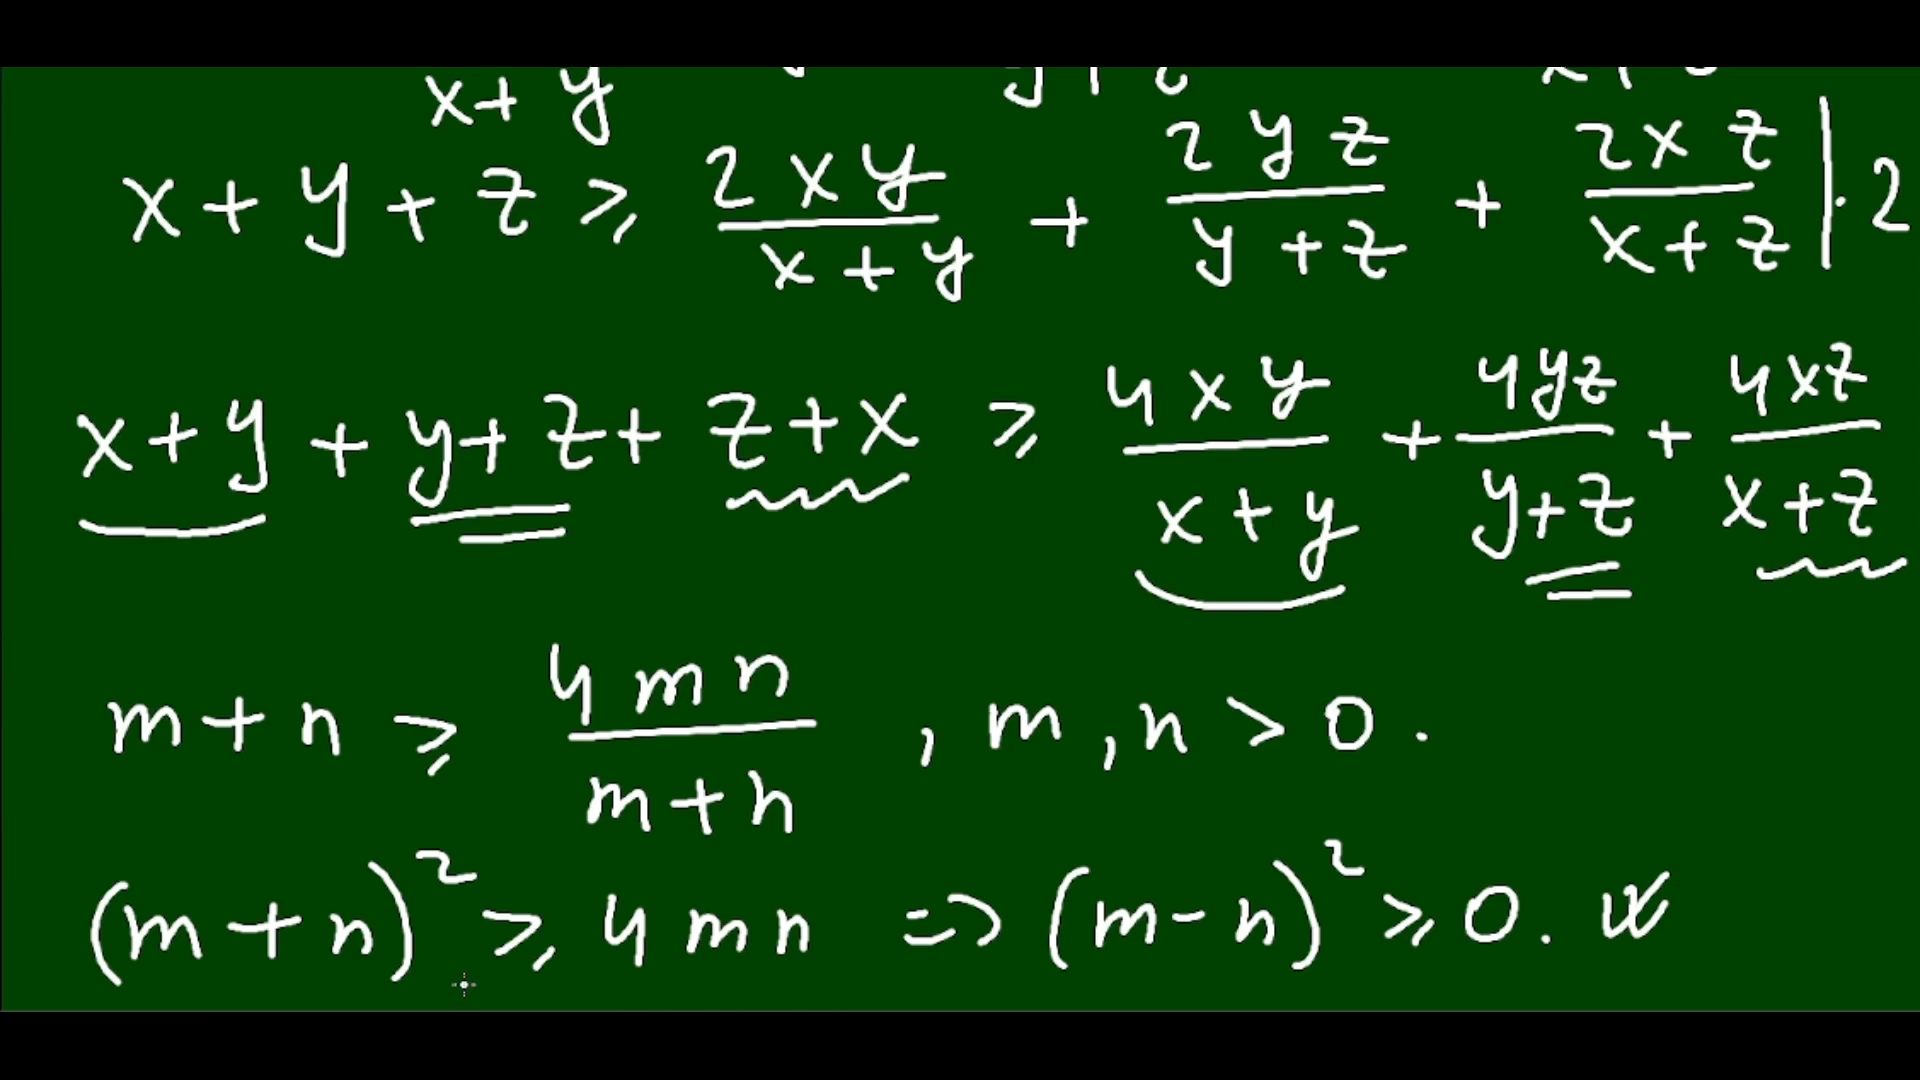 x + y
x + y + z ≥ 2xy/(x + y) + 2yz/(y + z) + 2xz/(x + z) | · 2
x + y + y + z + z + x ≥ 4xy/(x + y) + 4yz/(y + z) + 4xz/(x + z)
m + n ≥ 4mn/(m + n) , m , n > 0 .
(m + n)² ≥ 4mn => (m - n)² ≥ 0 .